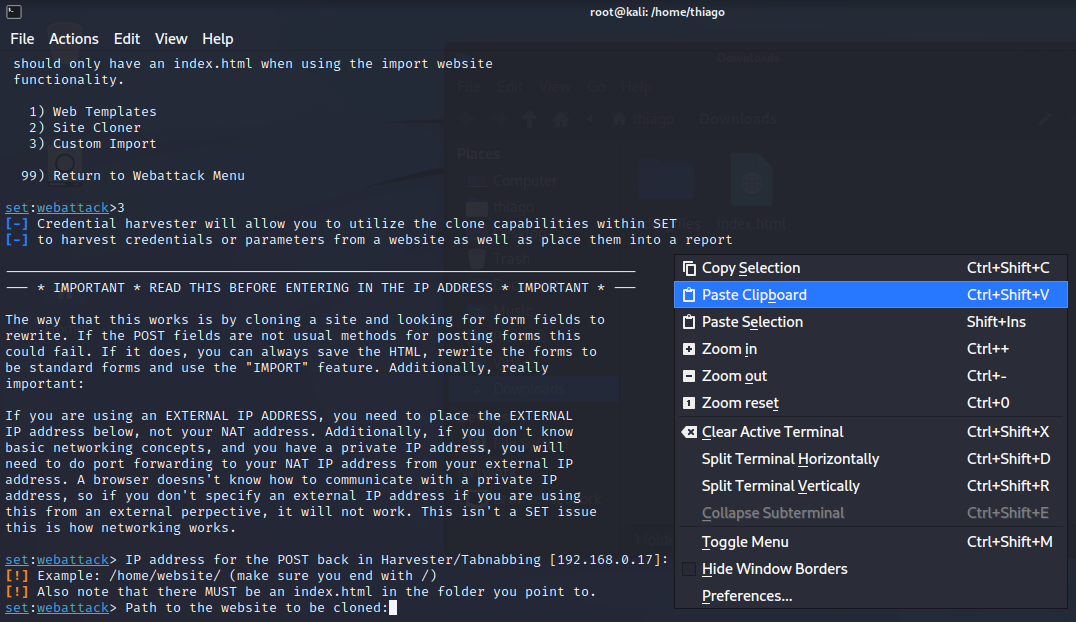 root@kali: /home/thiago
File Actions Edit View Help
should only have an index.html when using the import website
functionality.
1) Web Templates
2) Site Cloner
3) Custom Import
99) Return to Webattack Menu
set:webattack>3
[-] Credential harvester will allow you to utilize the clone capabilities within SET
[-] to harvest credentials or parameters from a website as well as place them into a report
--- * IMPORTANT * READ THIS BEFORE ENTERING IN THE IP ADDRESS * IMPORTANT * ---
The way that this works is by cloning a site and looking for form fields to
rewrite. If the POST fields are not usual methods for posting forms this
could fail. If it does, you can always save the HTML, rewrite the forms to
be standard forms and use the "IMPORT" feature. Additionally, really
important:
If you are using an EXTERNAL IP ADDRESS, you need to place the EXTERNAL
IP address below, not your NAT address. Additionally, if you don't know
basic networking concepts, and you have a private IP address, you will
need to do port forwarding to your NAT IP address from your external IP
address. A browser doesns't know how to communicate with a private IP
address, so if you don't specify an external IP address if you are using
this from an external perpective, it will not work. This isn't a SET issue
this is how networking works.
set:webattack> IP address for the POST back in Harvester/Tabnabbing [192.168.0.17]:
[!] Example: /home/website/ (make sure you end with /)
[!] Also note that there MUST be an index.html in the folder you point to.
set:webattack> Path to the website to be cloned:
Copy Selection Ctrl+Shift+C
Paste Clipboard Ctrl+Shift+V
Paste Selection Shift+Ins
Zoom in Ctrl++
Zoom out Ctrl+-
Zoom reset Ctrl+0
Clear Active Terminal Ctrl+Shift+X
Split Terminal Horizontally Ctrl+Shift+D
Split Terminal Vertically Ctrl+Shift+R
Collapse Subterminal Ctrl+Shift+E
Toggle Menu Ctrl+Shift+M
Hide Window Borders
Preferences...
Downloads
File Edit View Go Help
thiago Downloads
Places
Computer
thiago
index.html
Trash
Downloads